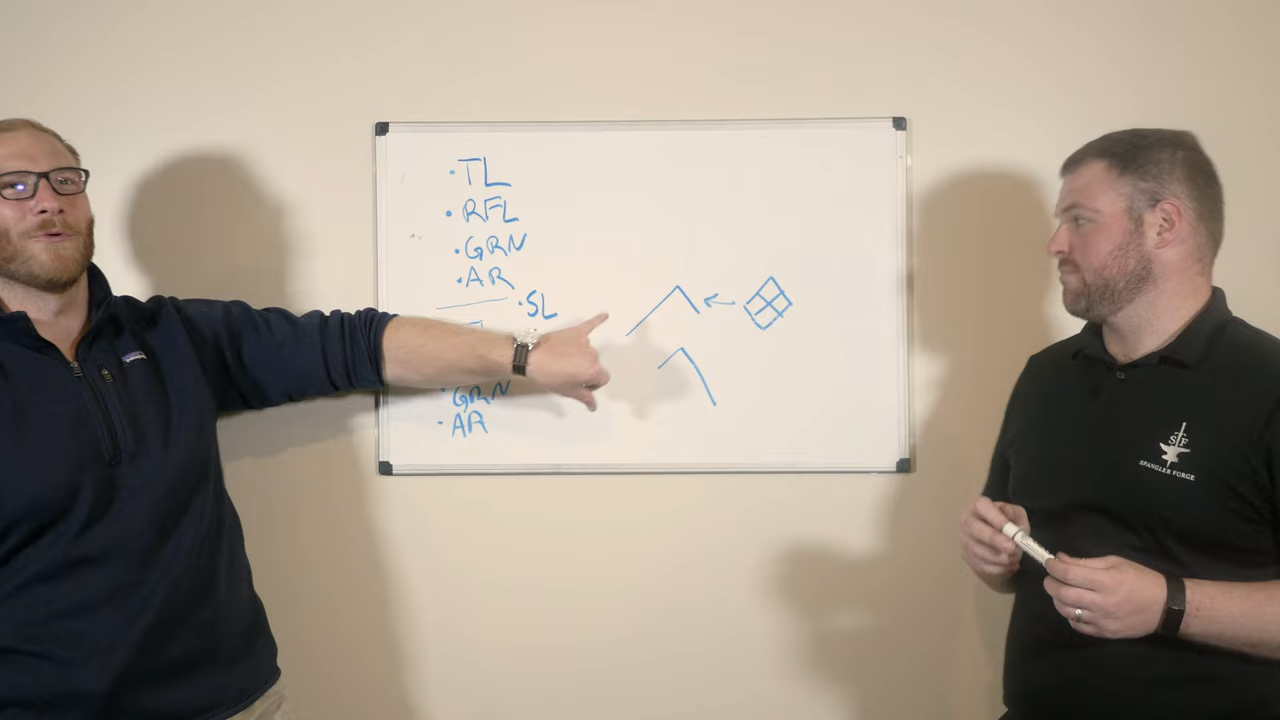 ·TL
·RFL
·GRN
·AR
·SL
GRN
·AR
S F
SPANGLER FORGE